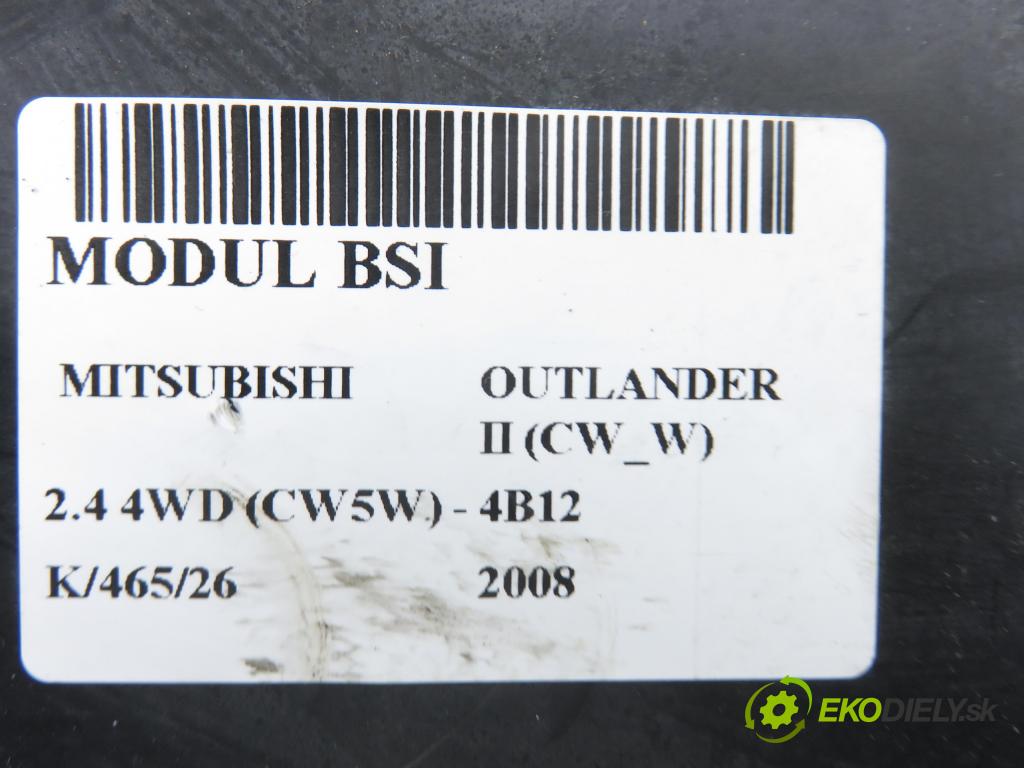 MODUL BSI
MITSUBISHI OUTLANDER
II (CW_W)
2.4 4WD (CW5W) - 4B12
K/465/26 2008
EKODIELY.sk